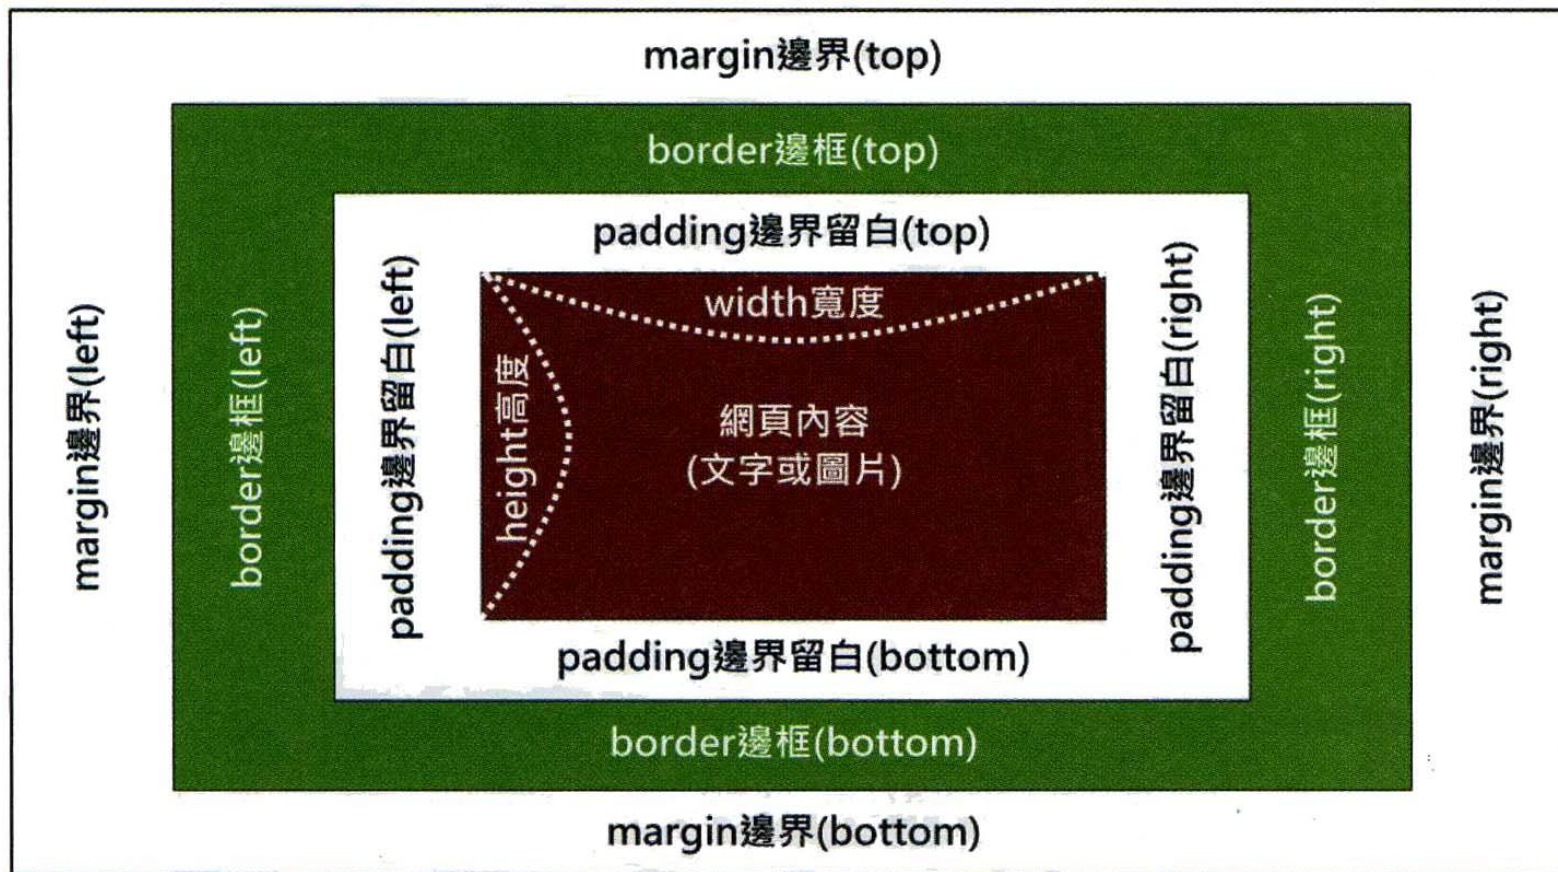 margin邊界(top)
border邊框(top)
padding邊界留白(top)
width寬度
margin邊界(left)
border邊框(left)
padding邊界留白(left)
height高度
網頁內容
(文字或圖片)
padding邊界留白(right)
border邊框(right)
margin邊界(right)
padding邊界留白(bottom)
border邊框(bottom)
margin邊界(bottom)